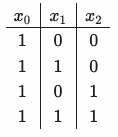 x₀ x₁ x₂
1 0 0
1 1 0
1 0 1
1 1 1